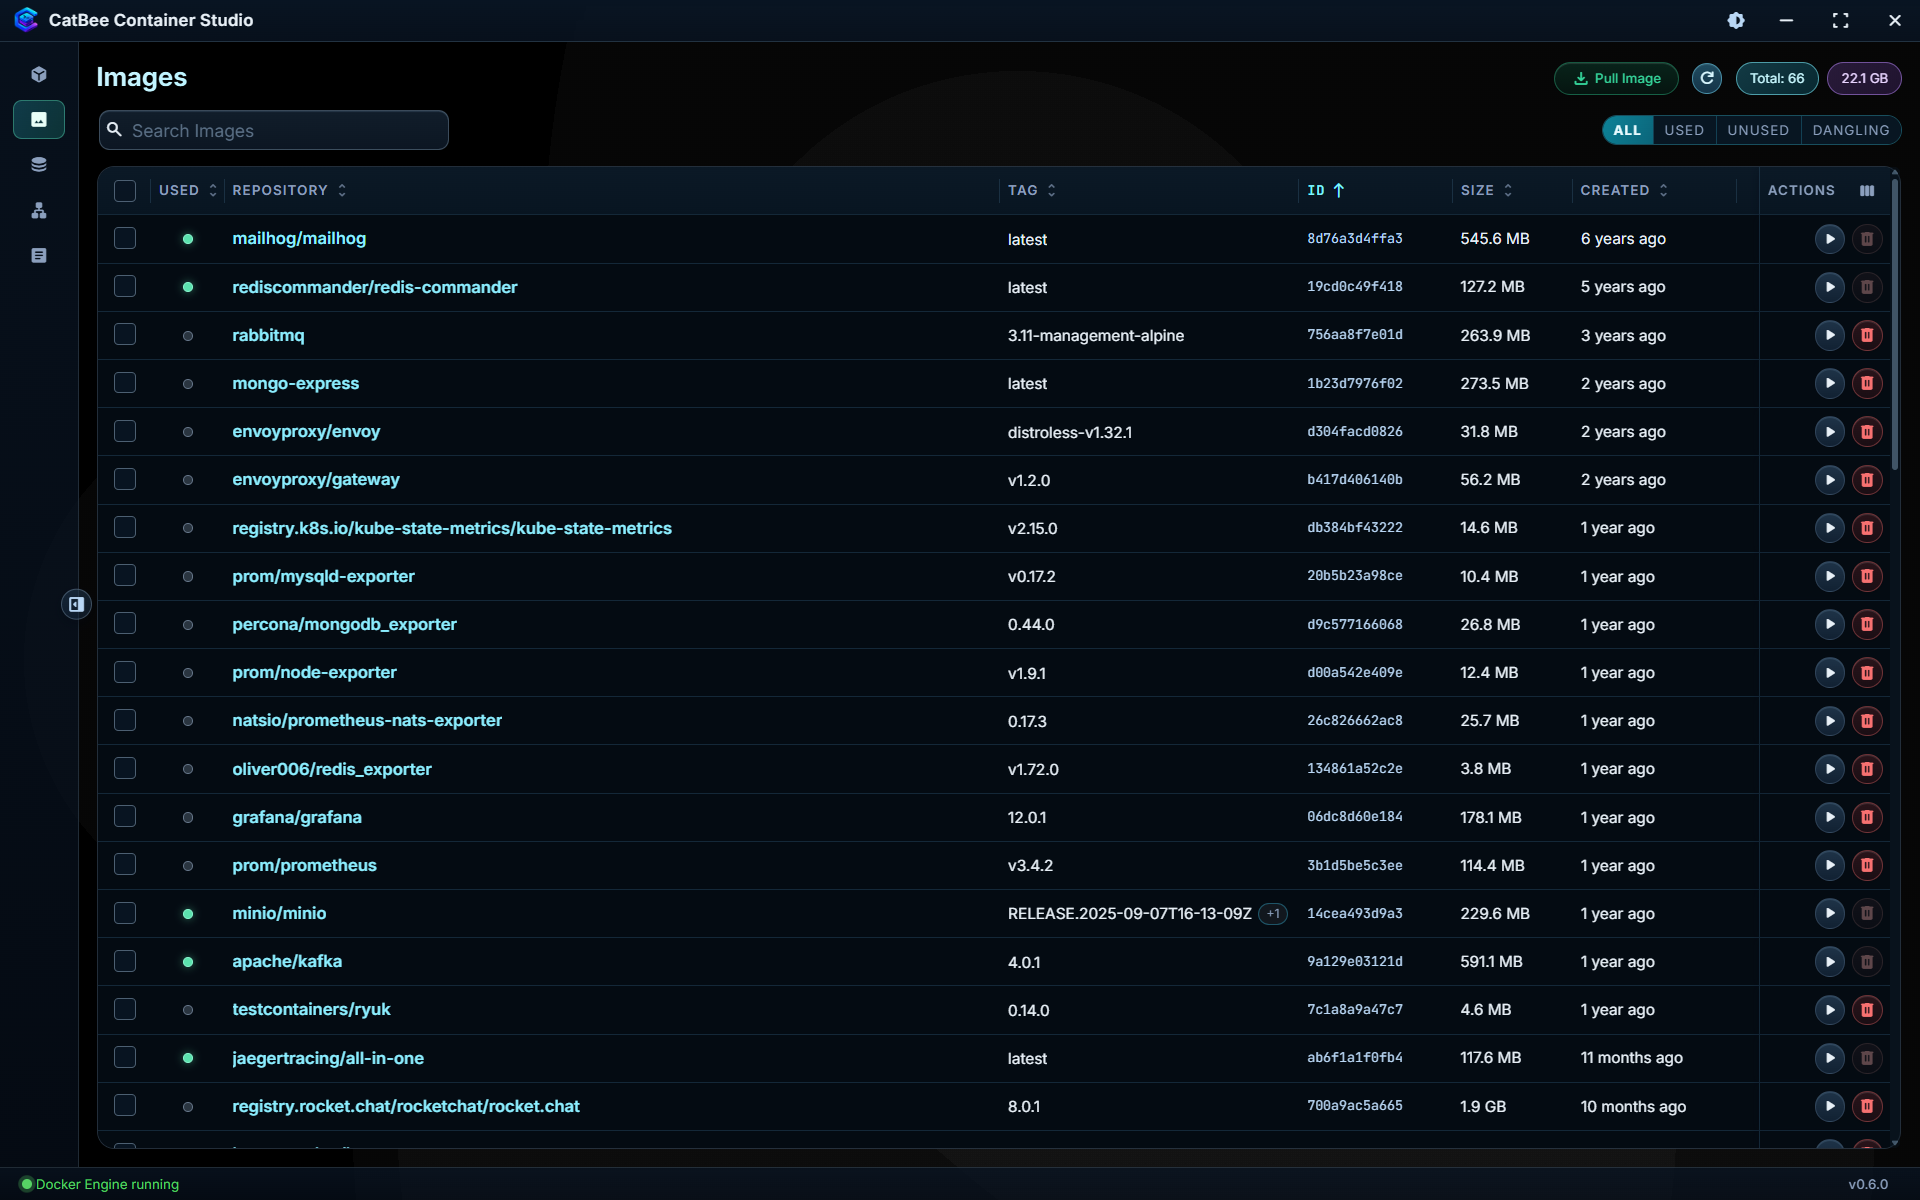 CatBee Container Studio
Images
Pull Image
Total: 66
22.1 GB
Search Images
ALL USED UNUSED DANGLING
USED REPOSITORY TAG ID SIZE CREATED ACTIONS
mailhog/mailhog latest 8d76a3d4ffa3 545.6 MB 6 years ago
rediscommander/redis-commander latest 19cd0c49f418 127.2 MB 5 years ago
rabbitmq 3.11-management-alpine 756aa8f7e01d 263.9 MB 3 years ago
mongo-express latest 1b23d7976f02 273.5 MB 2 years ago
envoyproxy/envoy distroless-v1.32.1 d304facd0826 31.8 MB 2 years ago
envoyproxy/gateway v1.2.0 b417d406140b 56.2 MB 2 years ago
registry.k8s.io/kube-state-metrics/kube-state-metrics v2.15.0 db384bf43222 14.6 MB 1 year ago
prom/mysqld-exporter v0.17.2 20b5b23a98ce 10.4 MB 1 year ago
percona/mongodb_exporter 0.44.0 d9c577166068 26.8 MB 1 year ago
prom/node-exporter v1.9.1 d00a542e409e 12.4 MB 1 year ago
natsio/prometheus-nats-exporter 0.17.3 26c826662ac8 25.7 MB 1 year ago
oliver006/redis_exporter v1.72.0 134861a52c2e 3.8 MB 1 year ago
grafana/grafana 12.0.1 06dc8d60e184 178.1 MB 1 year ago
prom/prometheus v3.4.2 3b1d5be5c3ee 114.4 MB 1 year ago
minio/minio RELEASE.2025-09-07T16-13-09Z +1 14cea493d9a3 229.6 MB 1 year ago
apache/kafka 4.0.1 9a129e03121d 591.1 MB 1 year ago
testcontainers/ryuk 0.14.0 7c1a8a9a47c7 4.6 MB 1 year ago
jaegertracing/all-in-one latest ab6f1a1f0fb4 117.6 MB 11 months ago
registry.rocket.chat/rocketchat/rocket.chat 8.0.1 700a9ac5a665 1.9 GB 10 months ago
Docker Engine running
v0.6.0